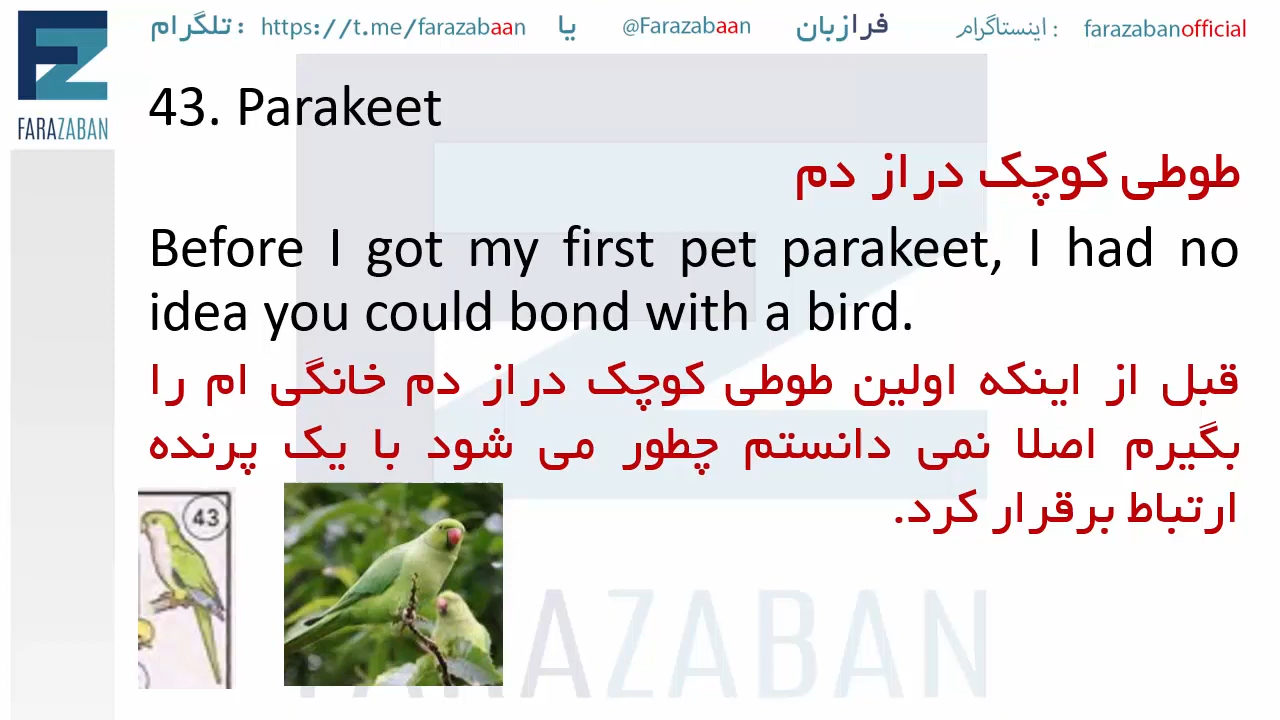 تلگرام : https://t.me/farazabaan یا @Farazabaan فرازبان اینستاگرام : farazabanofficial
FARAZABAN
43. Parakeet
طوطی کوچک دراز دم
Before I got my first pet parakeet, I had no
idea you could bond with a bird.
قبل از اینکه اولین طوطی کوچک دراز دم خانگی ام را
بگیرم اصلا نمی دانستم چطور می شود با یک پرنده
ارتباط برقرار کرد.
43
FARAZABAN